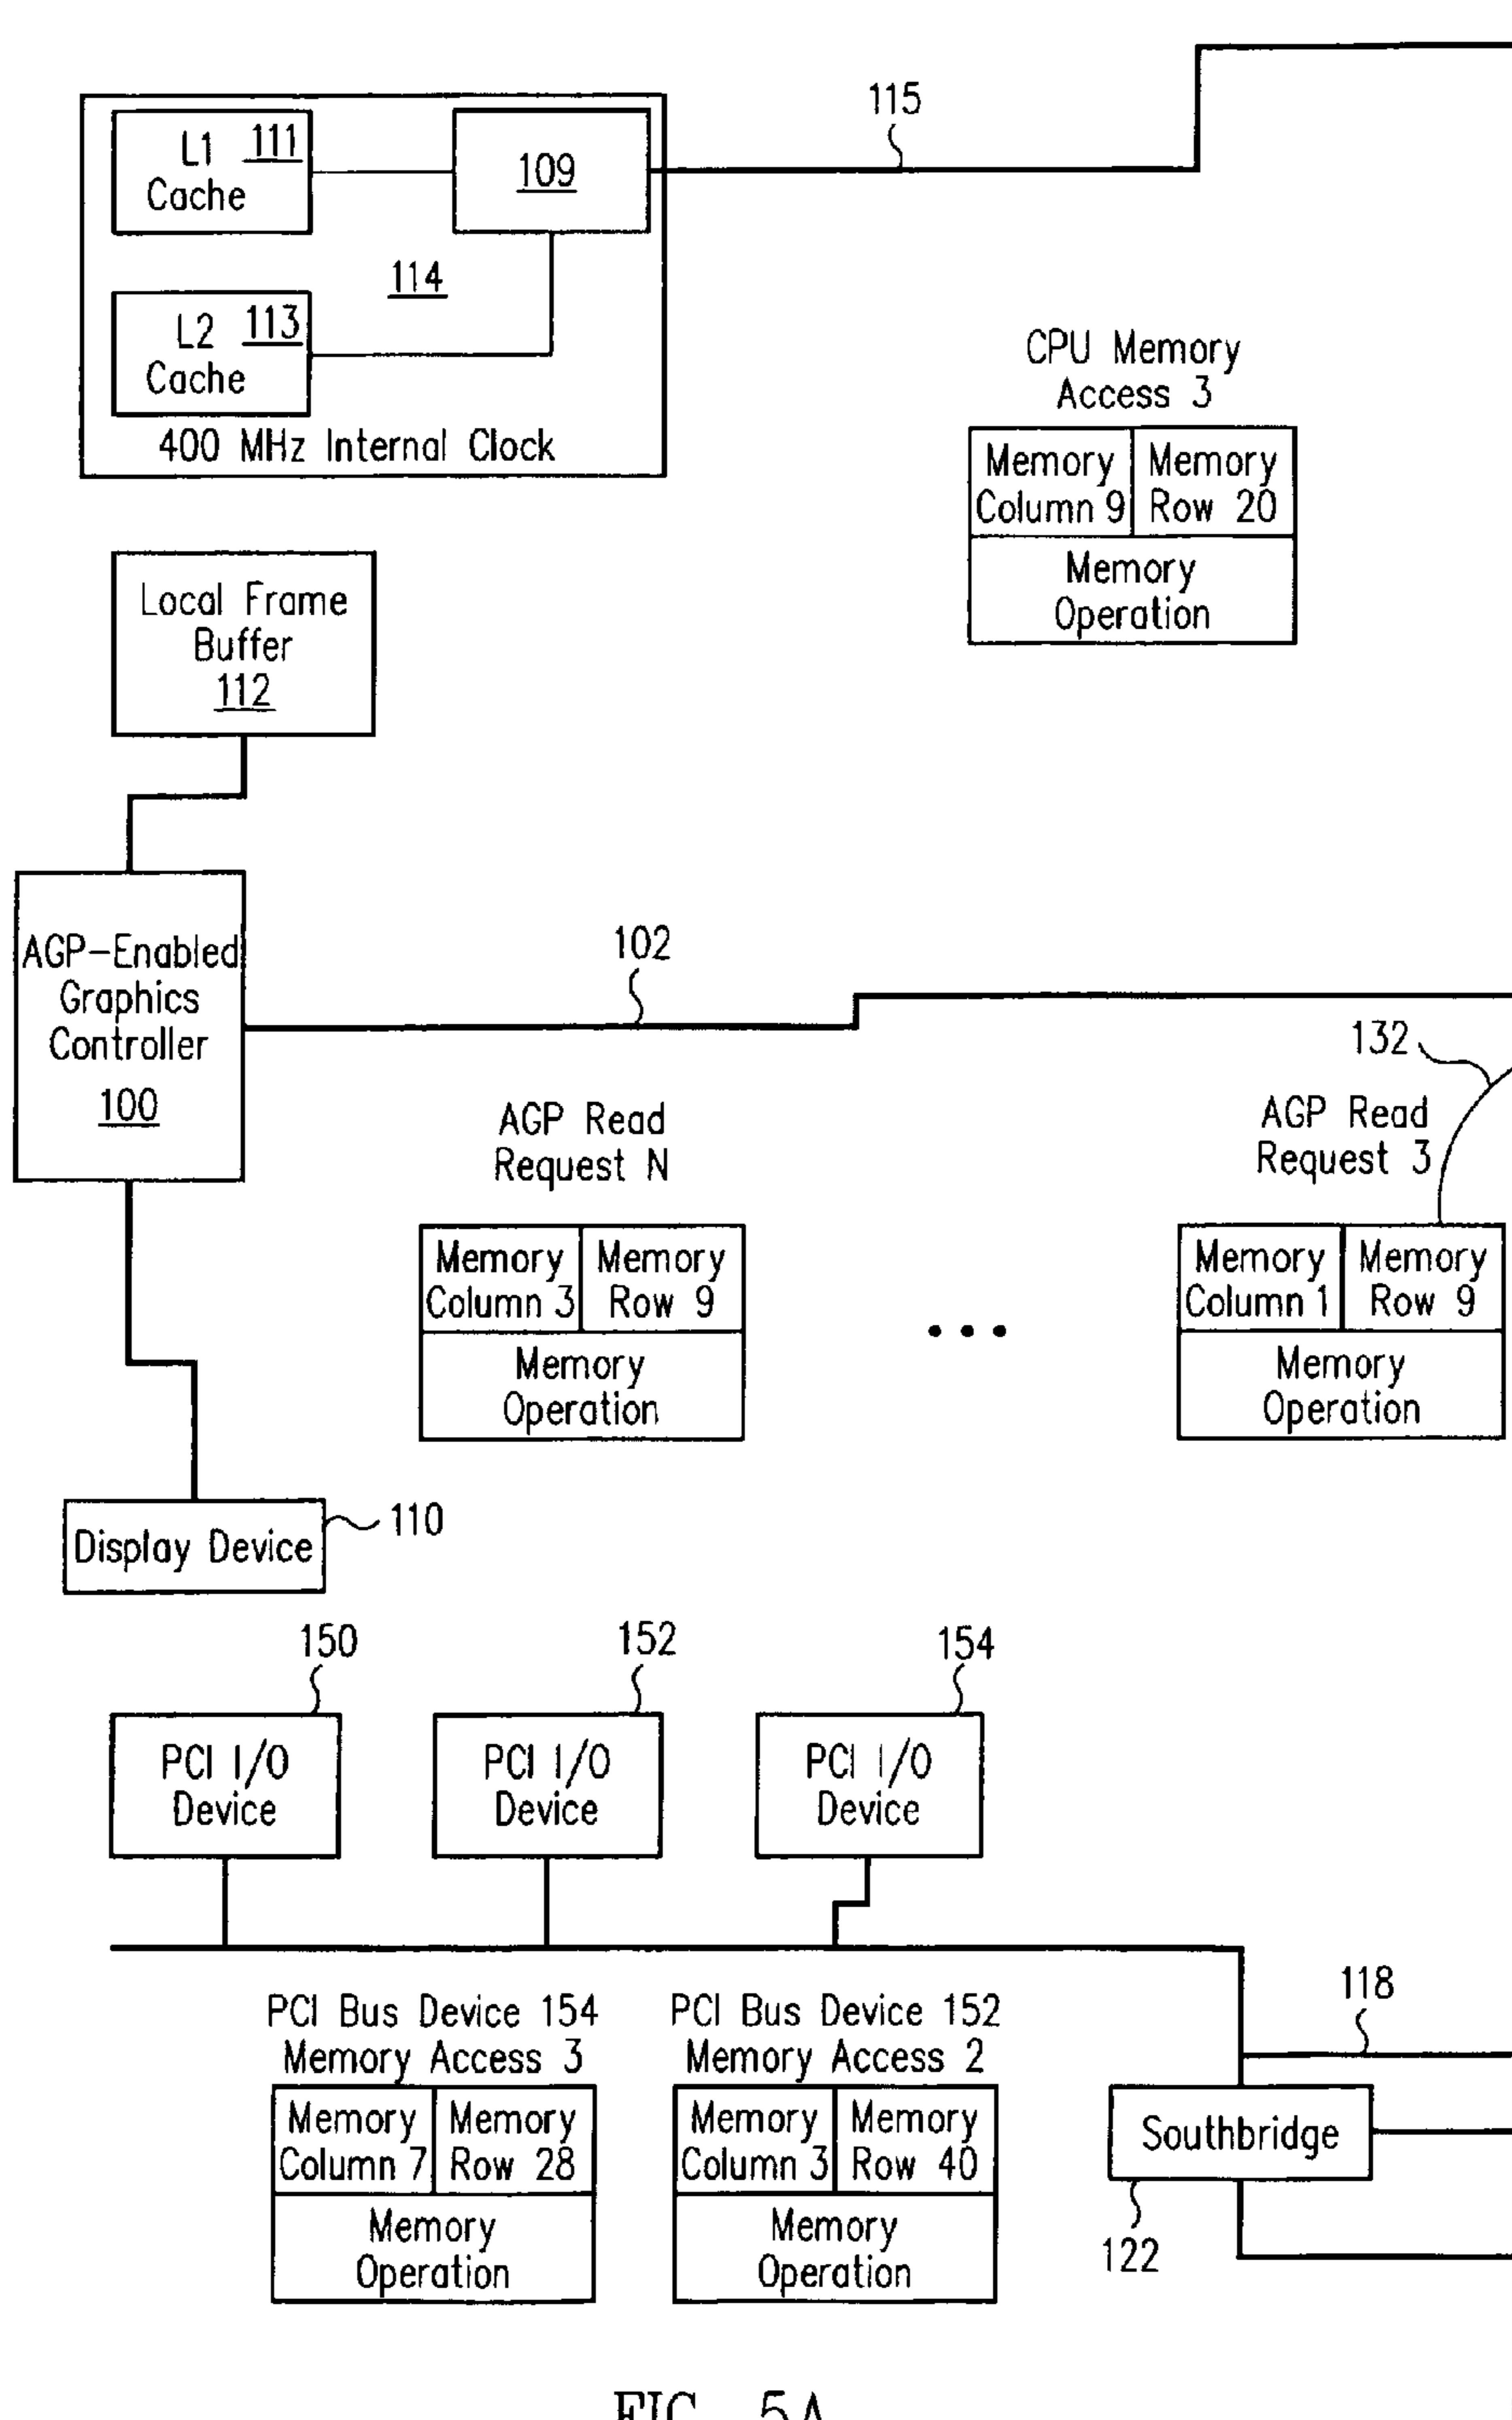 115
L1 111
Cache
109
114
L2 113
Cache
400 MHz Internal Clock
CPU Memory
Access 3
Memory Column 9
Memory Row 20
Memory
Operation
Local Frame
Buffer
112
AGP-Enabled
Graphics
Controller
100
102
132
AGP Read
Request N
Memory Column 3
Memory Row 9
Memory
Operation
AGP Read
Request 3
Memory Column 1
Memory Row 9
Memory
Operation
Display Device
110
150
152
154
PCI I/O
Device
PCI I/O
Device
PCI I/O
Device
PCI Bus Device 154
Memory Access 3
Memory Column 7
Memory Row 28
Memory
Operation
PCI Bus Device 152
Memory Access 2
Memory Column 3
Memory Row 40
Memory
Operation
118
Southbridge
122
FIG. 5A